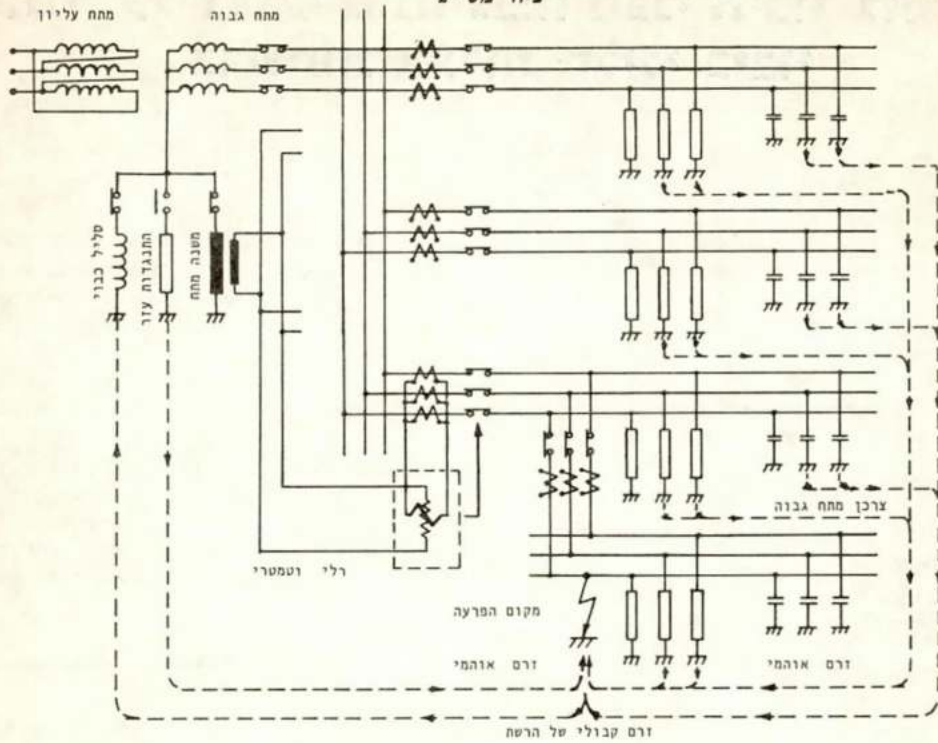 מתח עליון
מתח גבוה
סליל כבוי
התנגדות עזר
משנה מתח
צרכן מתח גבוה
רלי וטמטרי
מקום הפרעה
זרם אוהמי
זרם אוהמי
זרם קבולי של הרשת